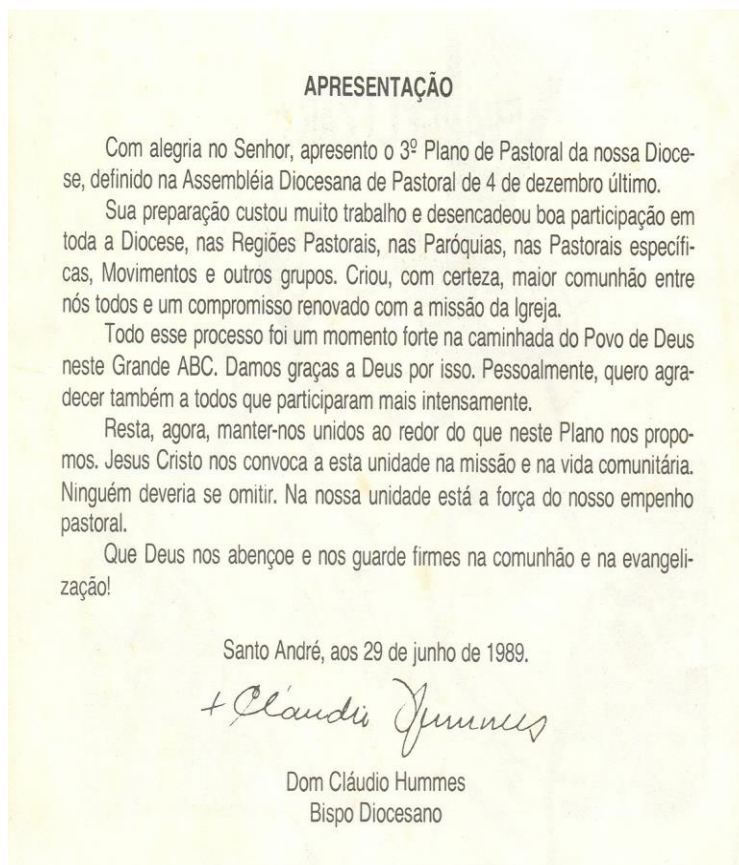 APRESENTAÇÃO
Com alegria no Senhor, apresento o 3º Plano de Pastoral da nossa Dioce-
se, definido na Assembléia Diocesana de Pastoral de 4 de dezembro último.
Sua preparação custou muito trabalho e desencadeou boa participação em
toda a Diocese, nas Regiões Pastorais, nas Paróquias, nas Pastorais específi-
cas, Movimentos e outros grupos. Criou, com certeza, maior comunhão entre
nós todos e um compromisso renovado com a missão da Igreja.
Todo esse processo foi um momento forte na caminhada do Povo de Deus
neste Grande ABC. Damos graças a Deus por isso. Pessoalmente, quero agra-
decer também a todos que participaram mais intensamente.
Resta, agora, manter-nos unidos ao redor do que neste Plano nos propo-
mos. Jesus Cristo nos convoca a esta unidade na missão e na vida comunitária.
Ninguém deveria se omitir. Na nossa unidade está a força do nosso empenho
pastoral.
Que Deus nos abençoe e nos guarde firmes na comunhão e na evangeli-
zação!
Santo André, aos 29 de junho de 1989.
+ Cláudio Hummes
Dom Cláudio Hummes
Bispo Diocesano